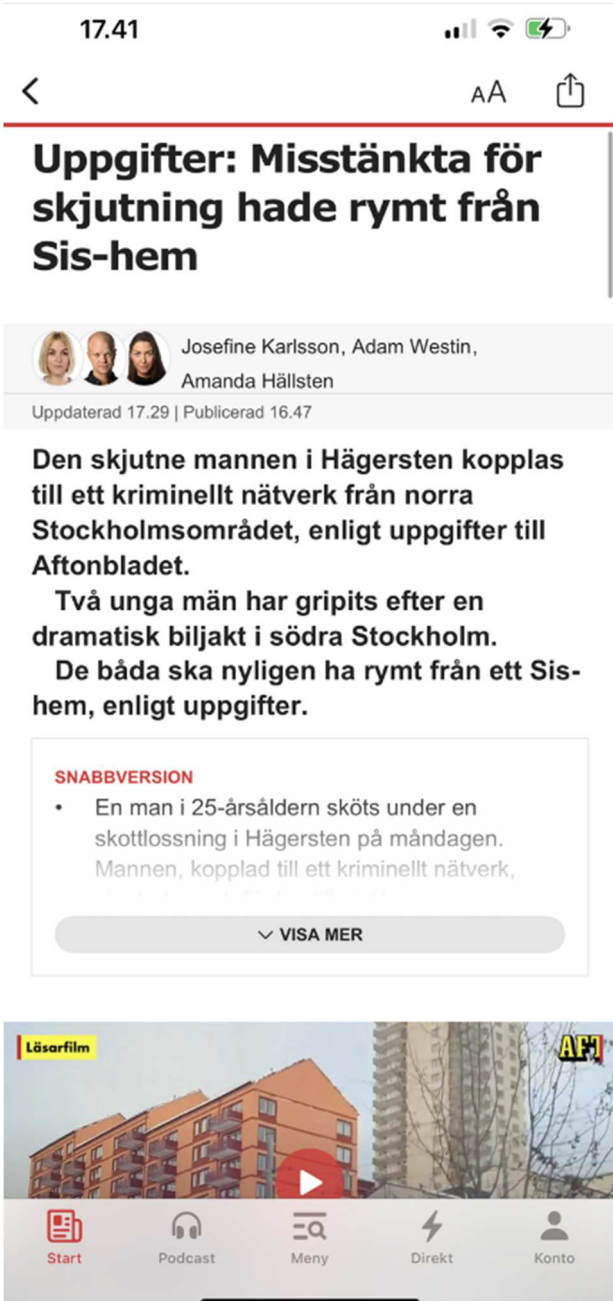 17.41
AA
Uppgifter: Misstänkta för
skjutning hade rymt från
Sis-hem
Josefine Karlsson, Adam Westin,
Amanda Hällsten
Uppdaterad 17.29 | Publicerad 16.47
Den skjutne mannen i Hägersten kopplas
till ett kriminellt nätverk från norra
Stockholmsområdet, enligt uppgifter till
Aftonbladet.
Två unga män har gripits efter en
dramatisk biljakt i södra Stockholm.
De båda ska nyligen ha rymt från ett Sis-
hem, enligt uppgifter.
SNABBVERSION
• En man i 25-årsåldern sköts under en
skottlossning i Hägersten på måndagen.
Mannen, kopplad till ett kriminellt nätverk,
VISA MER
Läsarfilm
Start Podcast Meny Direkt Konto